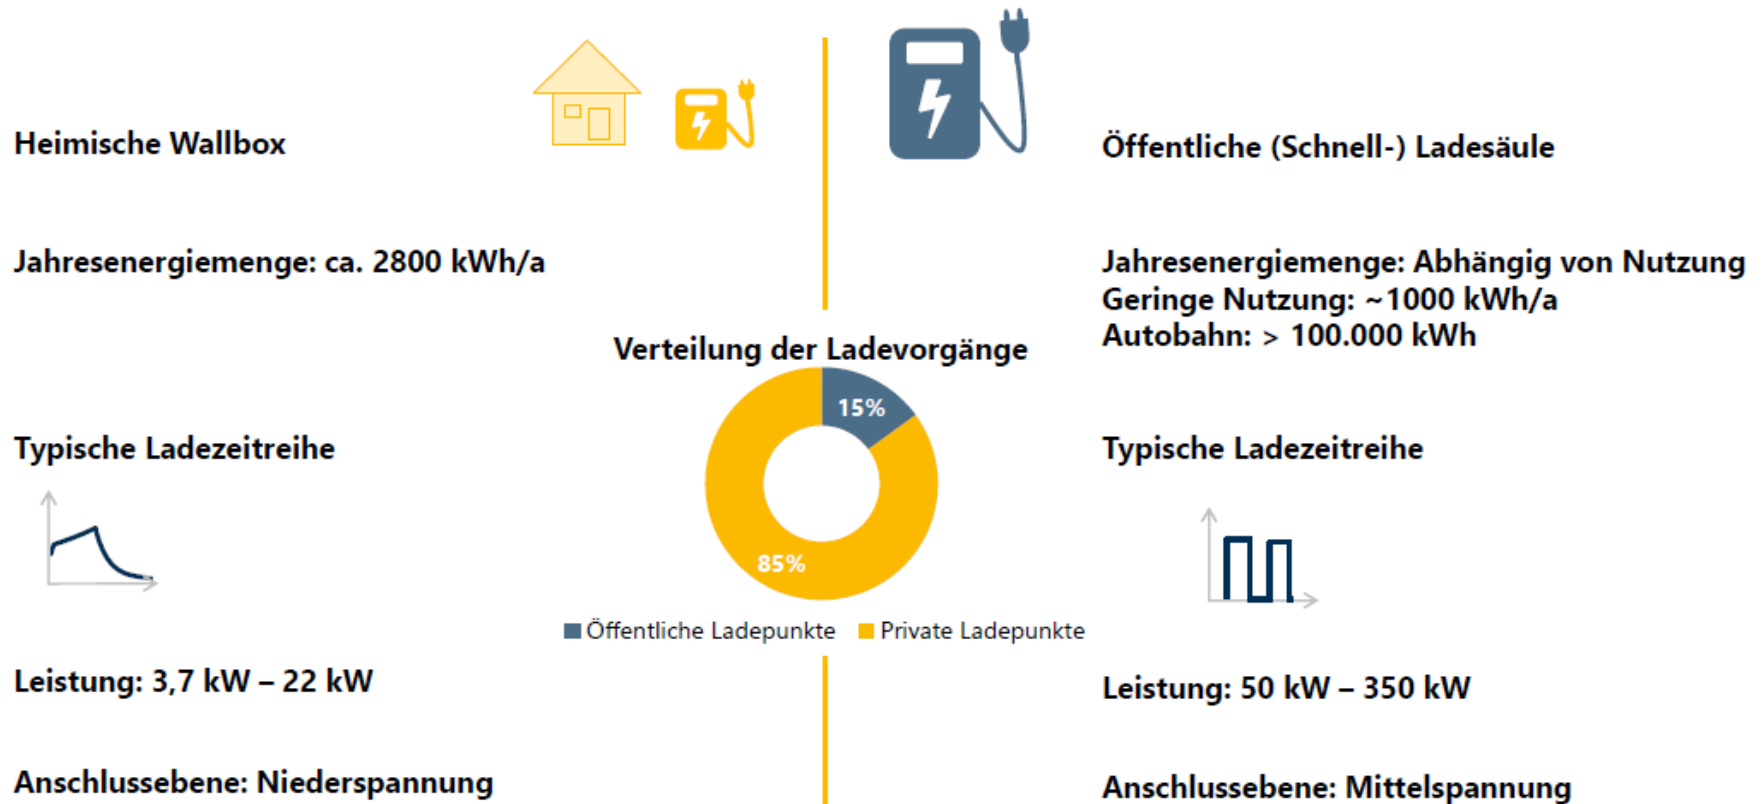 Heimische Wallbox
Jahresenergiemenge: ca. 2800 kWh/a
Typische Ladezeitreihe
Leistung: 3,7 kW – 22 kW
Anschlussebene: Niederspannung
Verteilung der Ladevorgänge
15%
85%
Öffentliche Ladepunkte
Private Ladepunkte
Öffentliche (Schnell-) Ladesäule
Jahresenergiemenge: Abhängig von Nutzung
Geringe Nutzung: ~1000 kWh/a
Autobahn: > 100.000 kWh
Typische Ladezeitreihe
Leistung: 50 kW – 350 kW
Anschlussebene: Mittelspannung